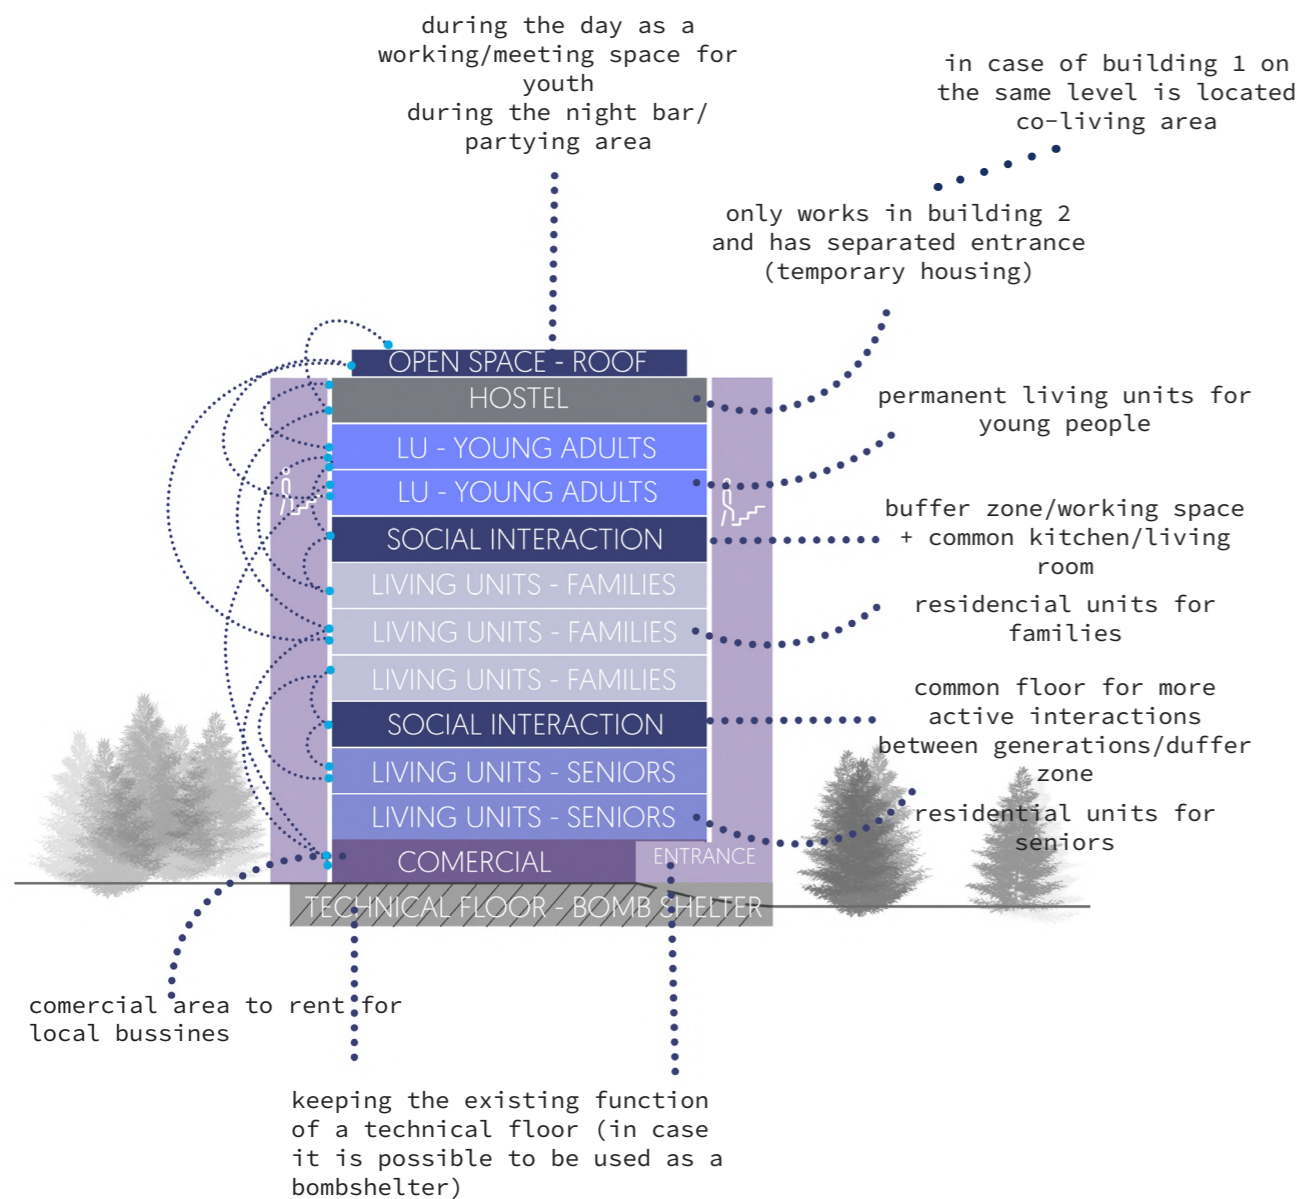 during the day as a
working/meeting space for
youth
during the night bar/
partying area
in case of building 1 on
the same level is located
co-living area
only works in building 2
and has separated entrance
(temporary housing)
OPEN SPACE - ROOF
HOSTEL
LU - YOUNG ADULTS
LU - YOUNG ADULTS
SOCIAL INTERACTION
LIVING UNITS - FAMILIES
LIVING UNITS - FAMILIES
LIVING UNITS - FAMILIES
SOCIAL INTERACTION
LIVING UNITS - SENIORS
LIVING UNITS - SENIORS
COMERCIAL
ENTRANCE
TECHNICAL FLOOR - BOMB SHELTER
permanent living units for
young people
buffer zone/working space
+ common kitchen/living
room
residencial units for
families
common floor for more
active interactions
between generations/duffer
zone
residential units for
seniors
comercial area to rent for
local bussines
keeping the existing function
of a technical floor (in case
it is possible to be used as a
bombshelter)